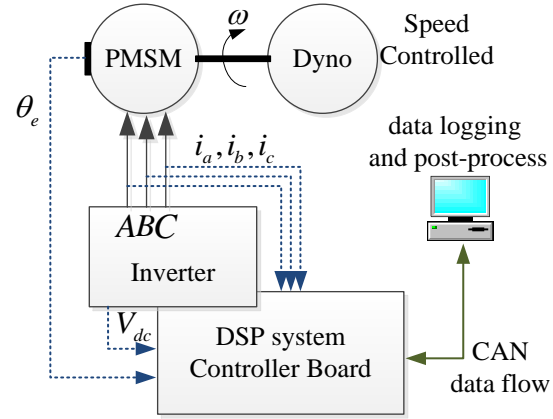 ω
Speed
Controlled
PMSM
Dyno
θe
ia, ib, ic
data logging
and post-process
ABC
Inverter
Vdc
DSP system
Controller Board
CAN
data flow